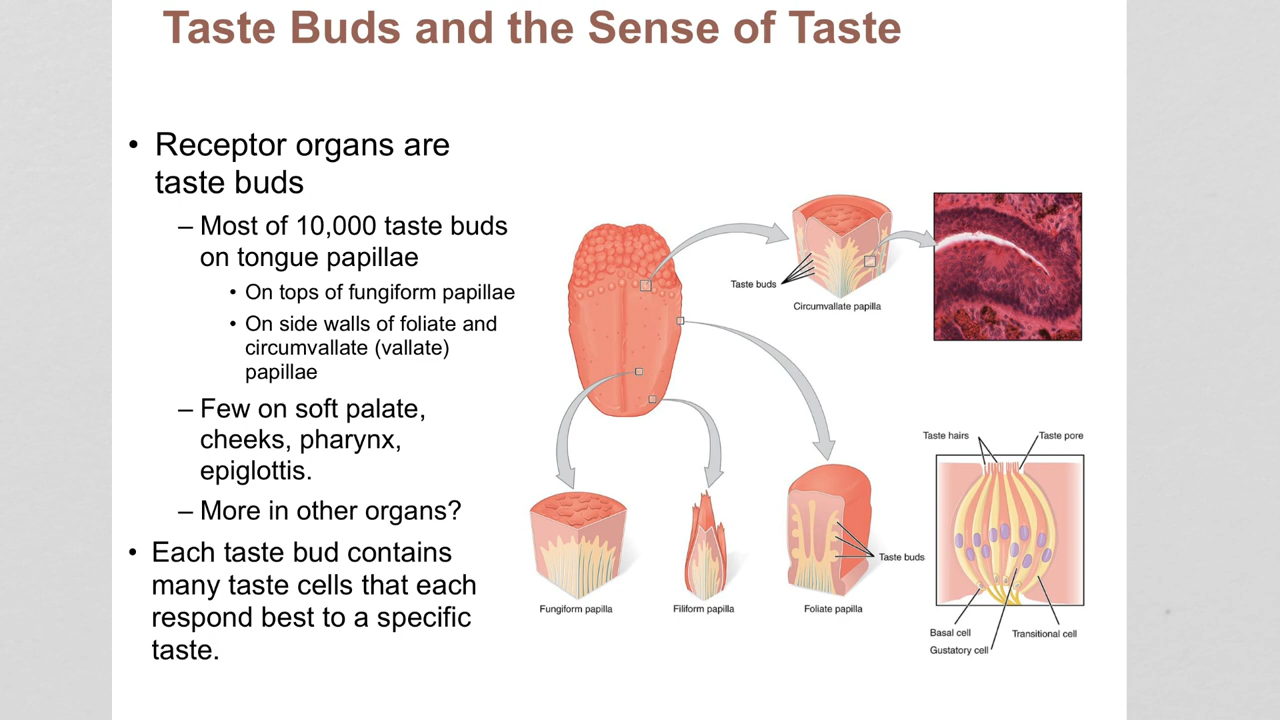 Taste Buds and the Sense of Taste
• Receptor organs are
taste buds
– Most of 10,000 taste buds
on tongue papillae
• On tops of fungiform papillae
• On side walls of foliate and
circumvallate (vallate)
papillae
– Few on soft palate,
cheeks, pharynx,
epiglottis.
– More in other organs?
• Each taste bud contains
many taste cells that each
respond best to a specific
taste.
Taste buds
Circumvallate papilla
Fungiform papilla
Filiform papilla
Foliate papilla
Taste buds
Taste hairs
Taste pore
Basal cell
Transitional cell
Gustatory cell